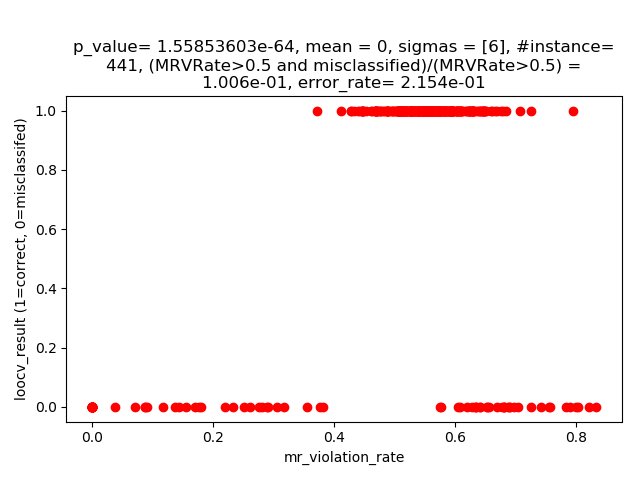 p_value= 1.55853603e-64, mean = 0, sigmas = [6], #instance=
441, (MRVRate>0.5 and misclassified)/(MRVRate>0.5) =
1.006e-01, error_rate= 2.154e-01
1.0
0.8
0.6
0.4
0.2
0.0
loocv_result (1=correct, 0=misclassifed)
0.0 0.2 0.4 0.6 0.8
mr_violation_rate